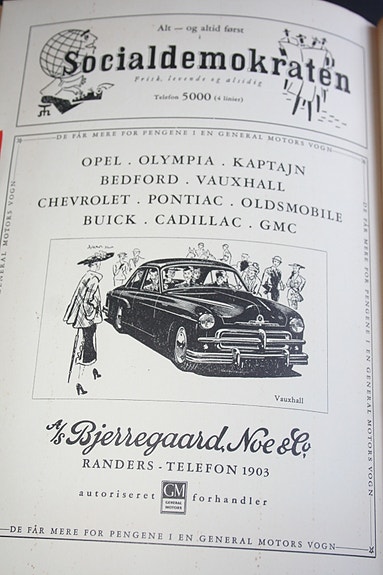 Alt — og altid først
i
Socialdemokraten
Frisk, levende og alsidig
Telefon 5000 (4 linier)
DE FÅR MERE FOR PENGENE I EN GENERAL MOTORS VOGN
OPEL . OLYMPIA . KAPTAJN
BEDFORD . VAUXHALL
CHEVROLET . PONTIAC . OLDSMOBILE
BUICK . CADILLAC . GMC
Vauxhall
A/S Bjerregaard, Noe & Co.
RANDERS - TELEFON 1903
autoriseret GM GENERAL MOTORS forhandler
DE FÅR MERE FOR PENGENE I EN GENERAL MOTORS VOGN
DE FÅR MERE FOR PENGENE I EN GENERAL MOTORS VOGN
GENERAL MOTORS VOGN